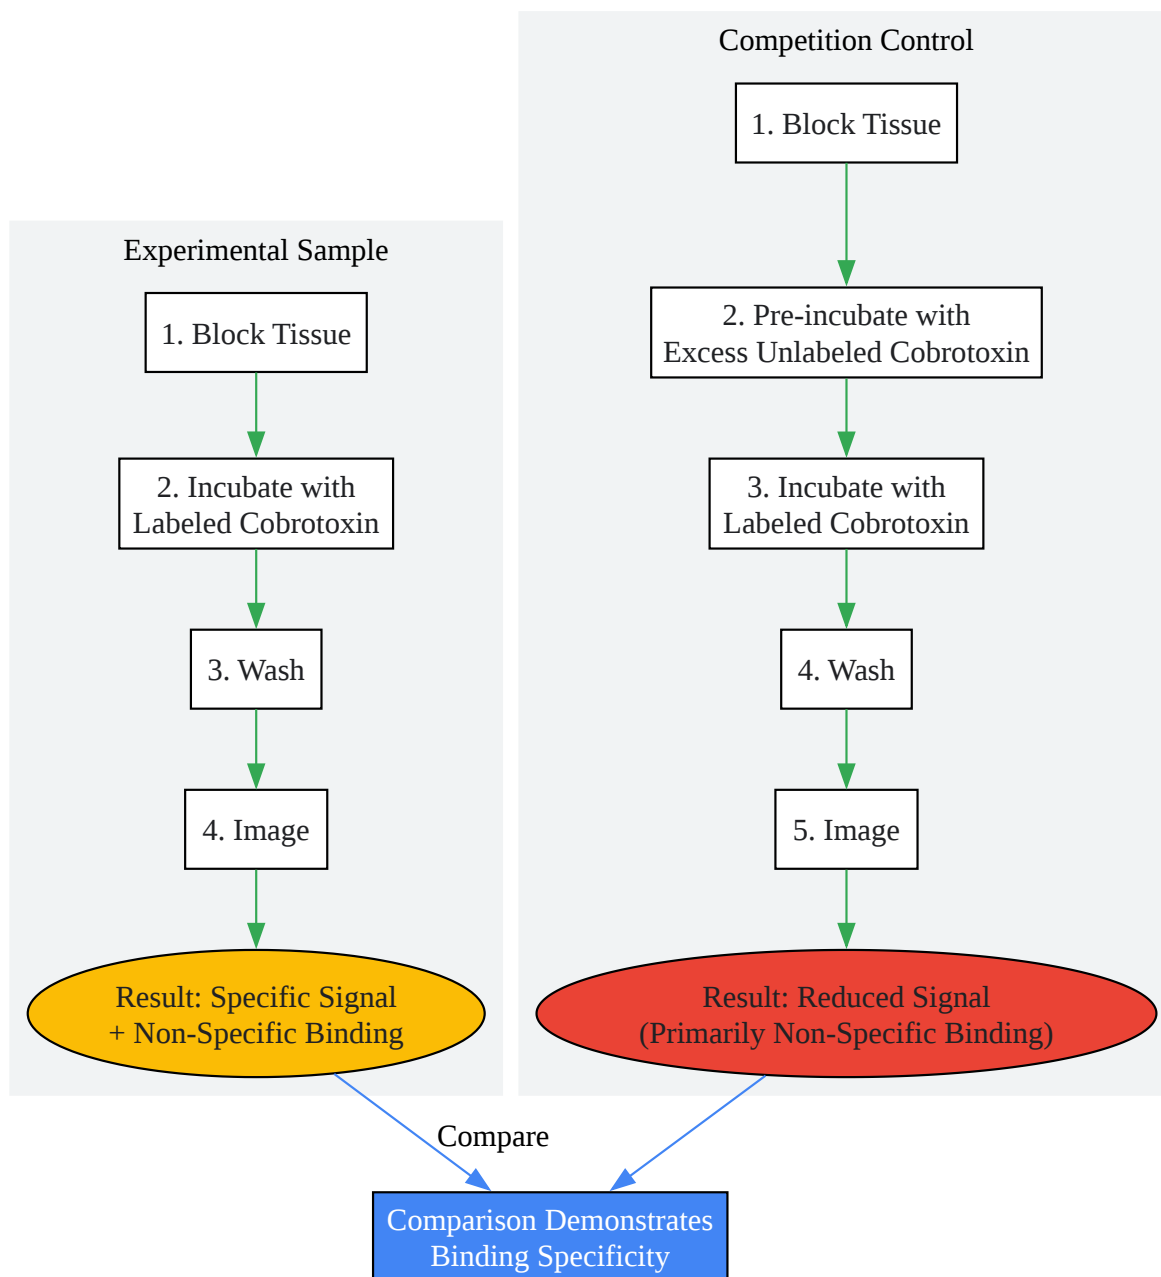 Experimental Sample
1. Block Tissue
2. Incubate with
Labeled Cobrotoxin
3. Wash
4. Image
Result: Specific Signal
+ Non-Specific Binding
Competition Control
1. Block Tissue
2. Pre-incubate with
Excess Unlabeled Cobrotoxin
3. Incubate with
Labeled Cobrotoxin
4. Wash
5. Image
Result: Reduced Signal
(Primarily Non-Specific Binding)
Compare
Comparison Demonstrates
Binding Specificity